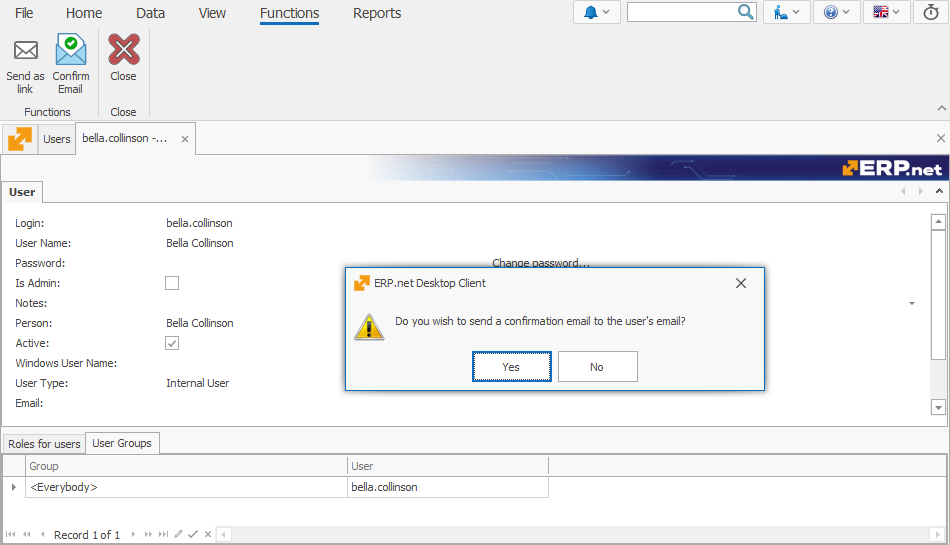 File Home Data View Functions Reports
Send as link
Confirm Email
Close
Functions Close
Users bella.collinson -...
ERP.net
User
Login: bella.collinson
User Name: Bella Collinson
Password: Change password...
Is Admin:
Notes:
Person: Bella Collinson
Active:
Windows User Name:
User Type: Internal User
Email:
ERP.net Desktop Client
Do you wish to send a confirmation email to the user's email?
Yes No
Roles for users User Groups
Group User
<Everybody> bella.collinson
Record 1 of 1